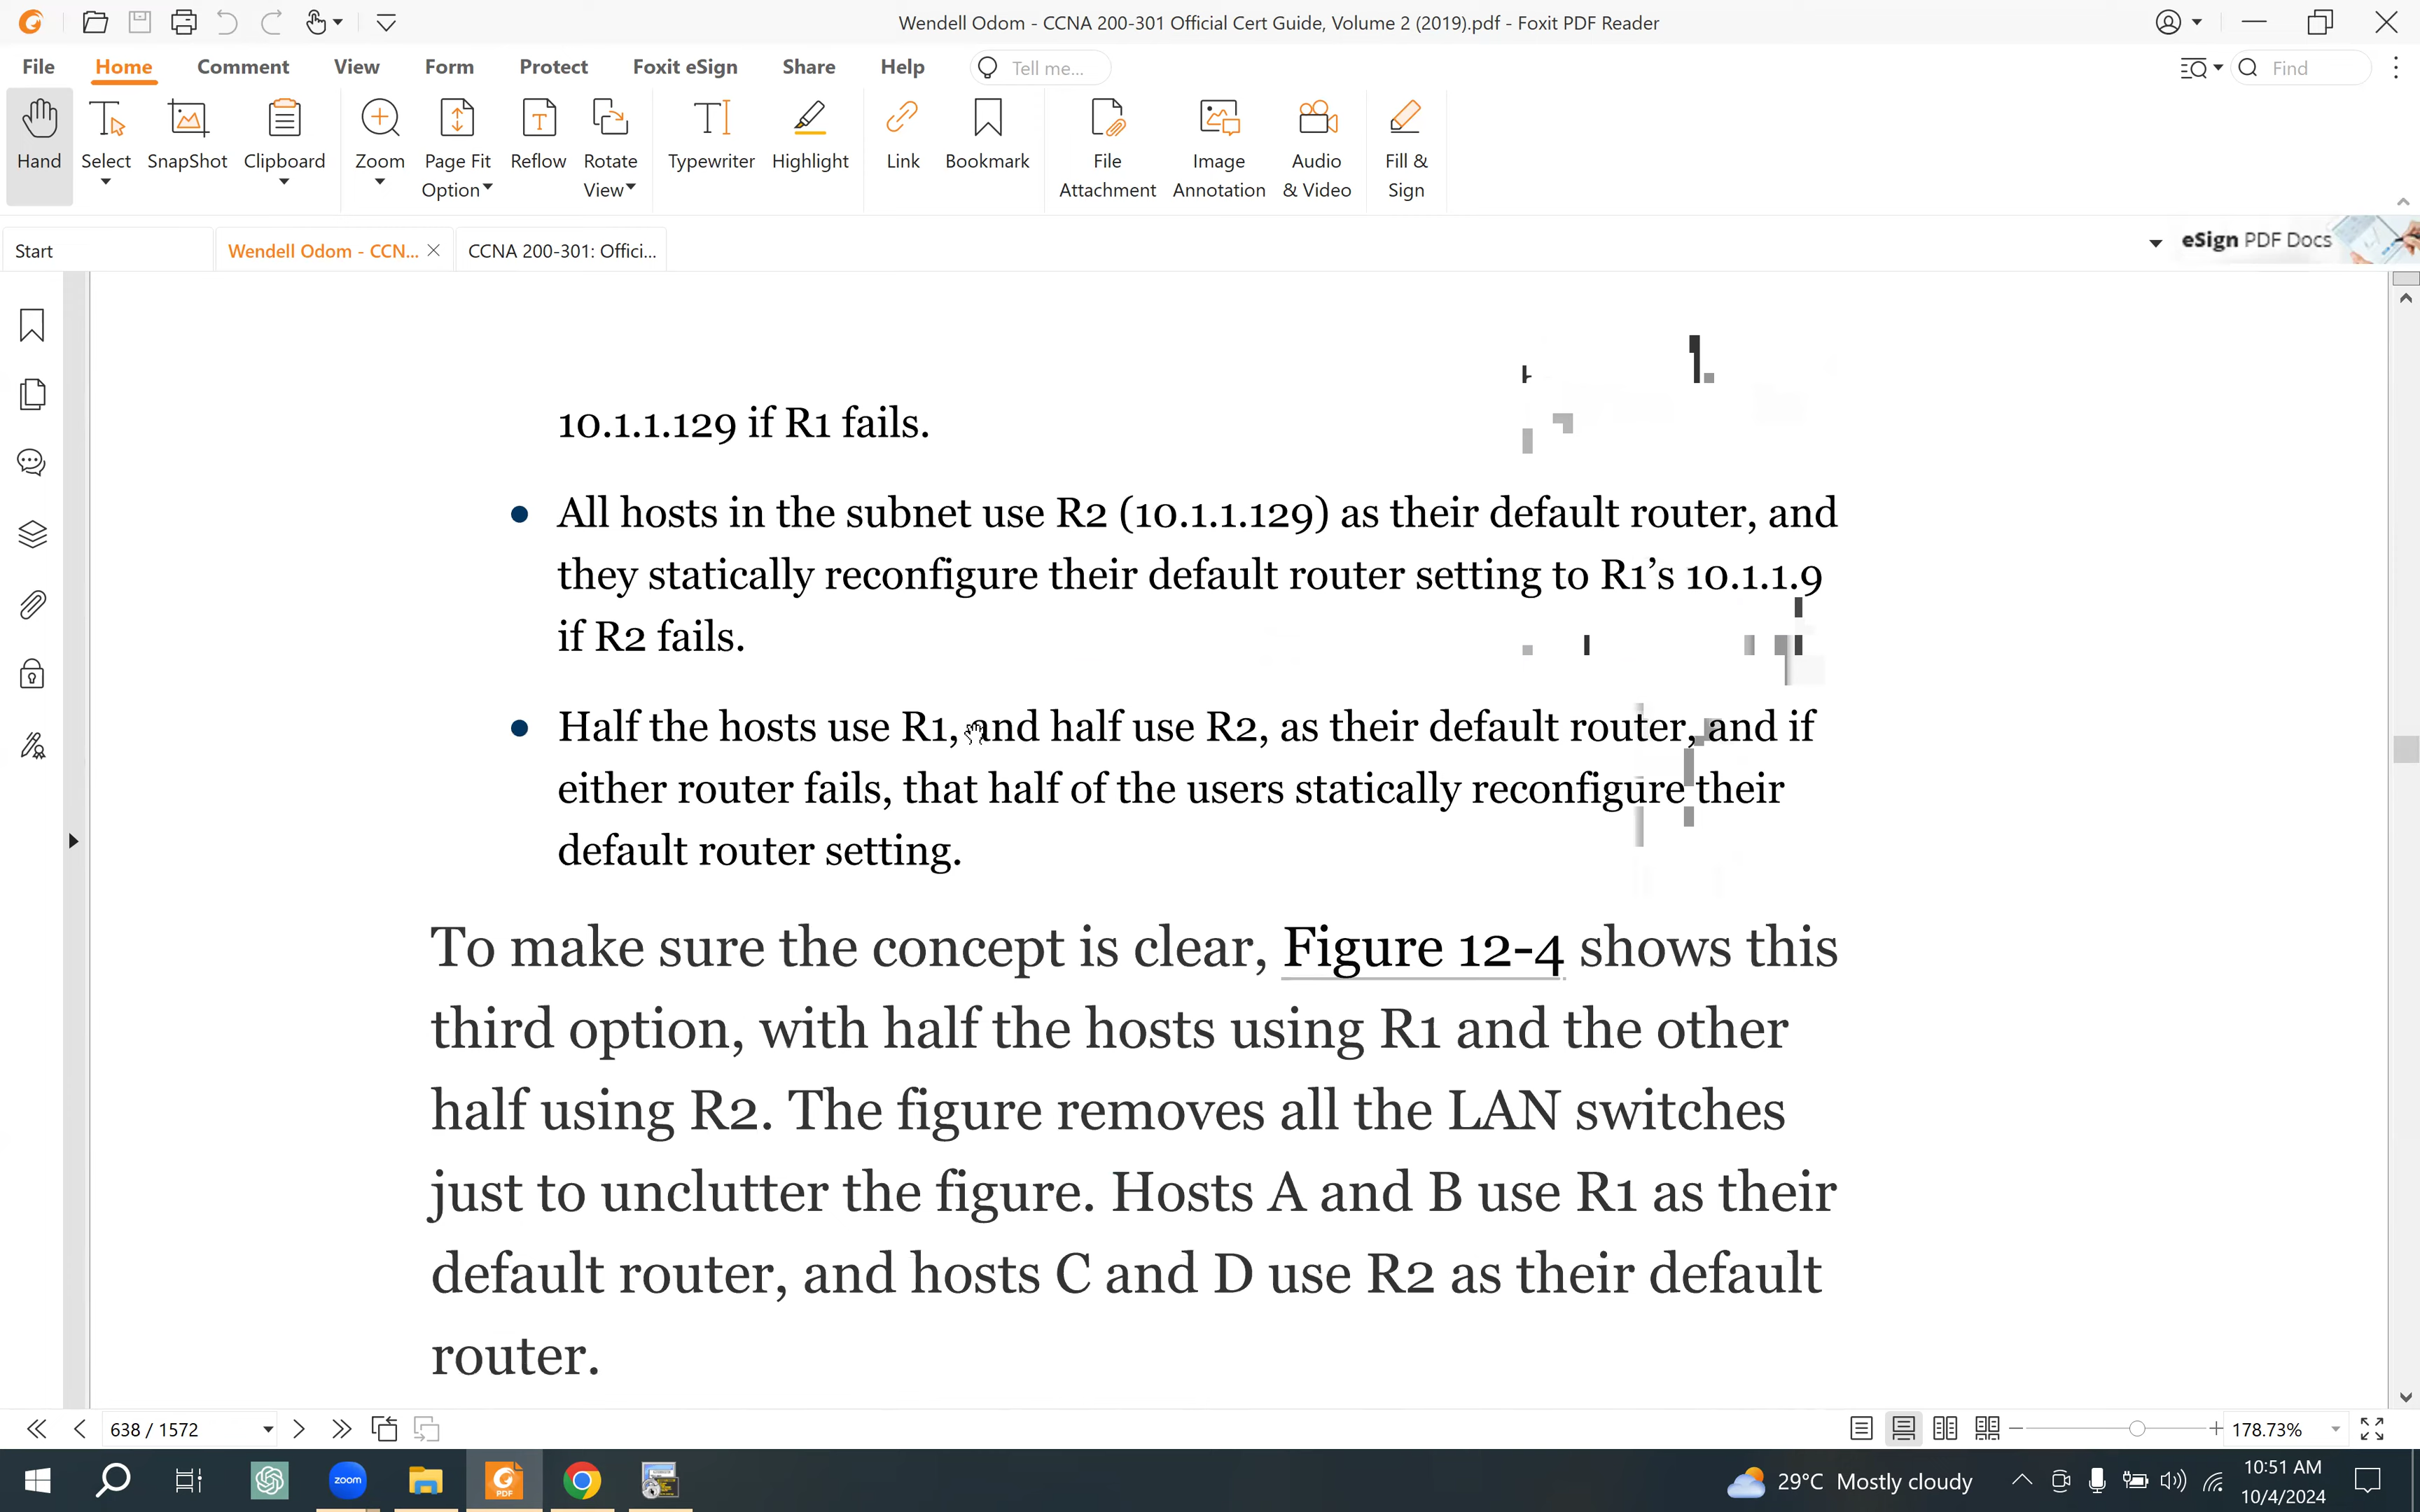 Wendell Odom - CCNA 200-301 Official Cert Guide, Volume 2 (2019).pdf - Foxit PDF Reader
File Home Comment View Form Protect Foxit eSign Share Help Tell me... Find
Hand Select SnapShot Clipboard Zoom Page Fit Option Reflow Rotate View Typewriter Highlight Link Bookmark File Attachment Image Annotation Audio & Video Fill & Sign
Start Wendell Odom - CCN... CCNA 200-301: Offici... eSign PDF Docs
10.1.1.129 if R1 fails.
• All hosts in the subnet use R2 (10.1.1.129) as their default router, and
they statically reconfigure their default router setting to R1’s 10.1.1.9
if R2 fails.
• Half the hosts use R1, and half use R2, as their default router, and if
either router fails, that half of the users statically reconfigure their
default router setting.
To make sure the concept is clear, Figure 12-4 shows this
third option, with half the hosts using R1 and the other
half using R2. The figure removes all the LAN switches
just to unclutter the figure. Hosts A and B use R1 as their
default router, and hosts C and D use R2 as their default
router.
638 / 1572 178.73%
zoom PDF 29°C Mostly cloudy 10:51 AM
10/4/2024